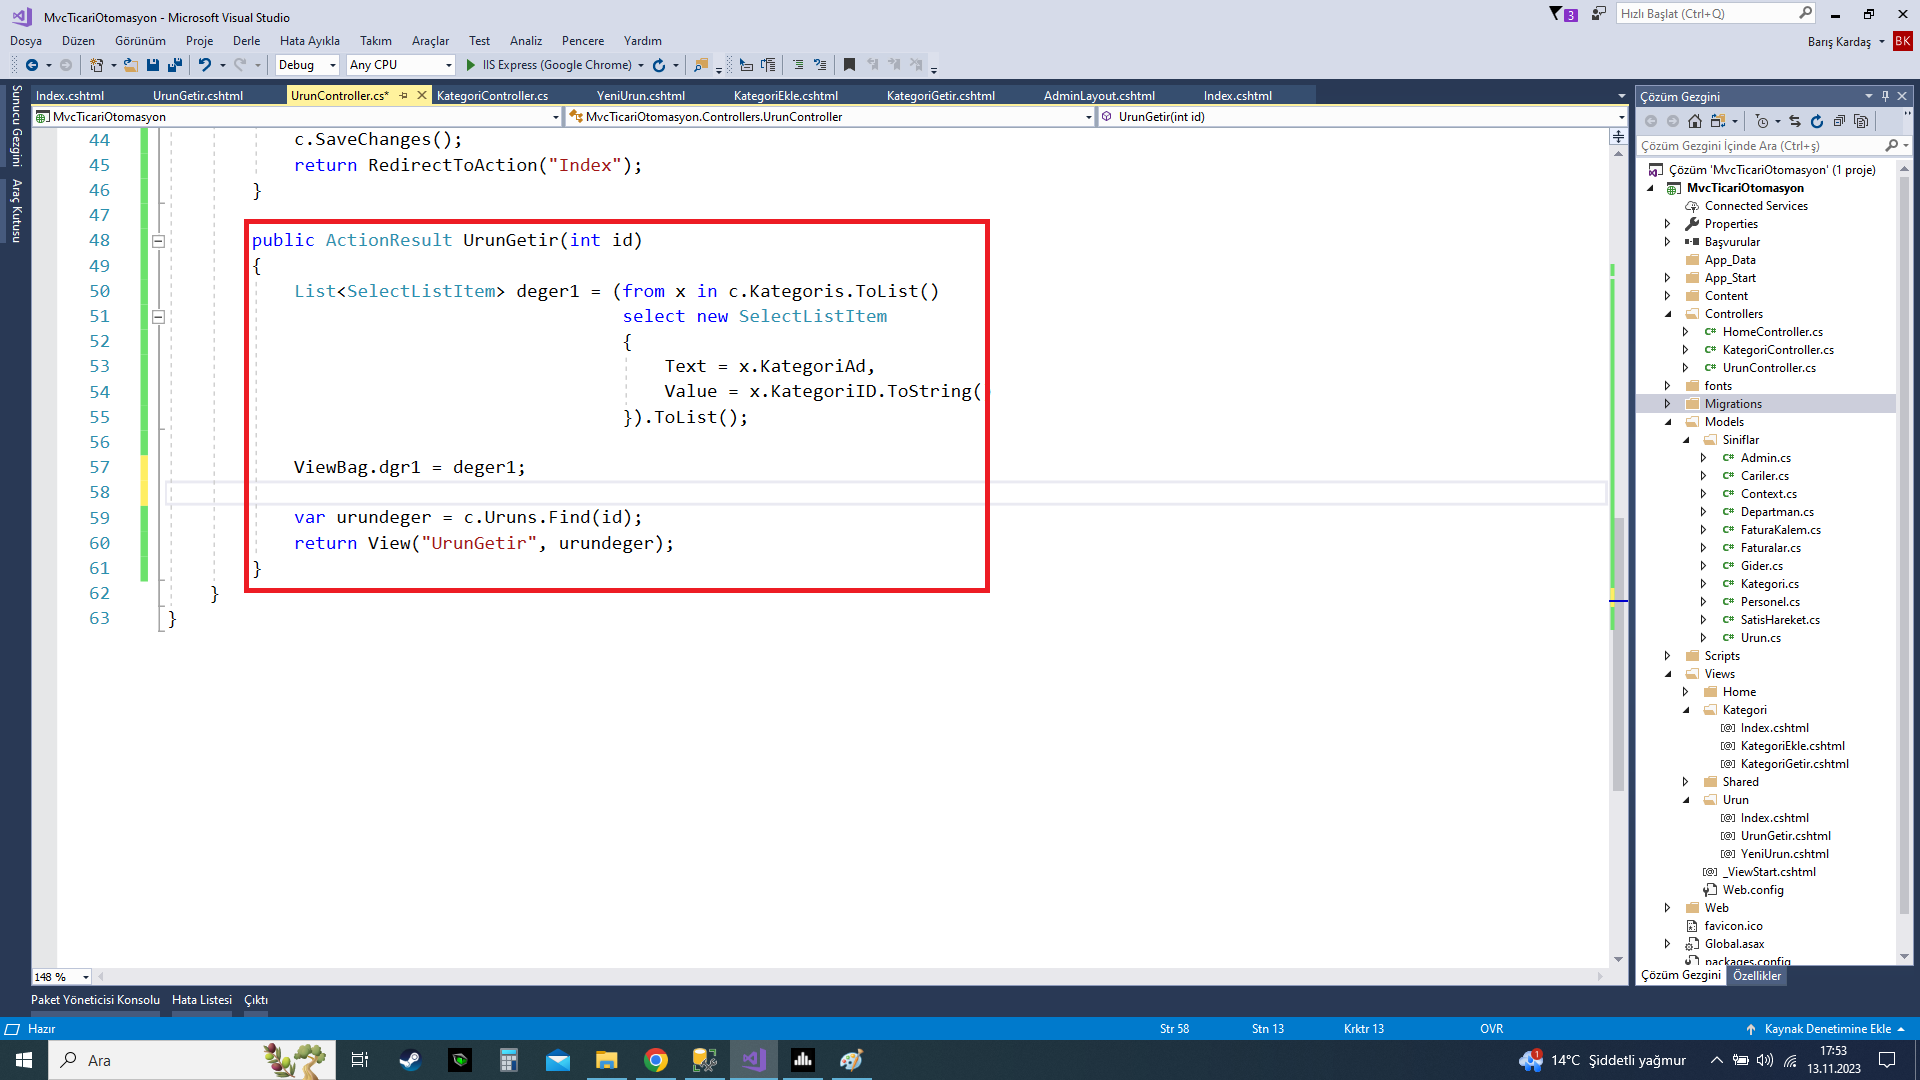 MvcTicariOtomasyon - Microsoft Visual Studio
3
Hızlı Başlat (Ctrl+Q)
Dosya Düzen Görünüm Proje Derle Hata Ayıkla Takım Araçlar Test Analiz Pencere Yardım
Barış Kardaş BK
Debug Any CPU IIS Express (Google Chrome)
Sunucu Gezgini
Araç Kutusu
Index.cshtml UrunGetir.cshtml UrunController.cs* KategoriController.cs YeniUrun.cshtml KategoriEkle.cshtml KategoriGetir.cshtml AdminLayout.cshtml Index.cshtml
MvcTicariOtomasyon MvcTicariOtomasyon.Controllers.UrunController UrunGetir(int id)
44 c.SaveChanges();
45 return RedirectToAction("Index");
46 }
47
48 public ActionResult UrunGetir(int id)
49 {
50 List<SelectListItem> deger1 = (from x in c.Kategoris.ToList()
51 select new SelectListItem
52 {
53 Text = x.KategoriAd,
54 Value = x.KategoriID.ToString(
55 }).ToList();
56
57 ViewBag.dgr1 = deger1;
58
59 var urundeger = c.Uruns.Find(id);
60 return View("UrunGetir", urundeger);
61 }
62 }
63 }
148 %
Çözüm Gezgini
Çözüm Gezgini İçinde Ara (Ctrl+ş)
Çözüm 'MvcTicariOtomasyon' (1 proje)
MvcTicariOtomasyon
Connected Services
Properties
Başvurular
App_Data
App_Start
Content
Controllers
C# HomeController.cs
C# KategoriController.cs
C# UrunController.cs
fonts
Migrations
Models
Siniflar
C# Admin.cs
C# Cariler.cs
C# Context.cs
C# Departman.cs
C# FaturaKalem.cs
C# Faturalar.cs
C# Gider.cs
C# Kategori.cs
C# Personel.cs
C# SatisHareket.cs
C# Urun.cs
Scripts
Views
Home
Kategori
[@] Index.cshtml
[@] KategoriEkle.cshtml
[@] KategoriGetir.cshtml
Shared
Urun
[@] Index.cshtml
[@] UrunGetir.cshtml
[@] YeniUrun.cshtml
[@] _ViewStart.cshtml
Web.config
Web
favicon.ico
Global.asax
packages.config
Çözüm Gezgini Özellikler
Paket Yöneticisi Konsolu Hata Listesi Çıktı
Hazır Str 58 Stn 13 Krktr 13 OVR Kaynak Denetimine Ekle
Ara
1 14°C Şiddetli yağmur
17:53
13.11.2023